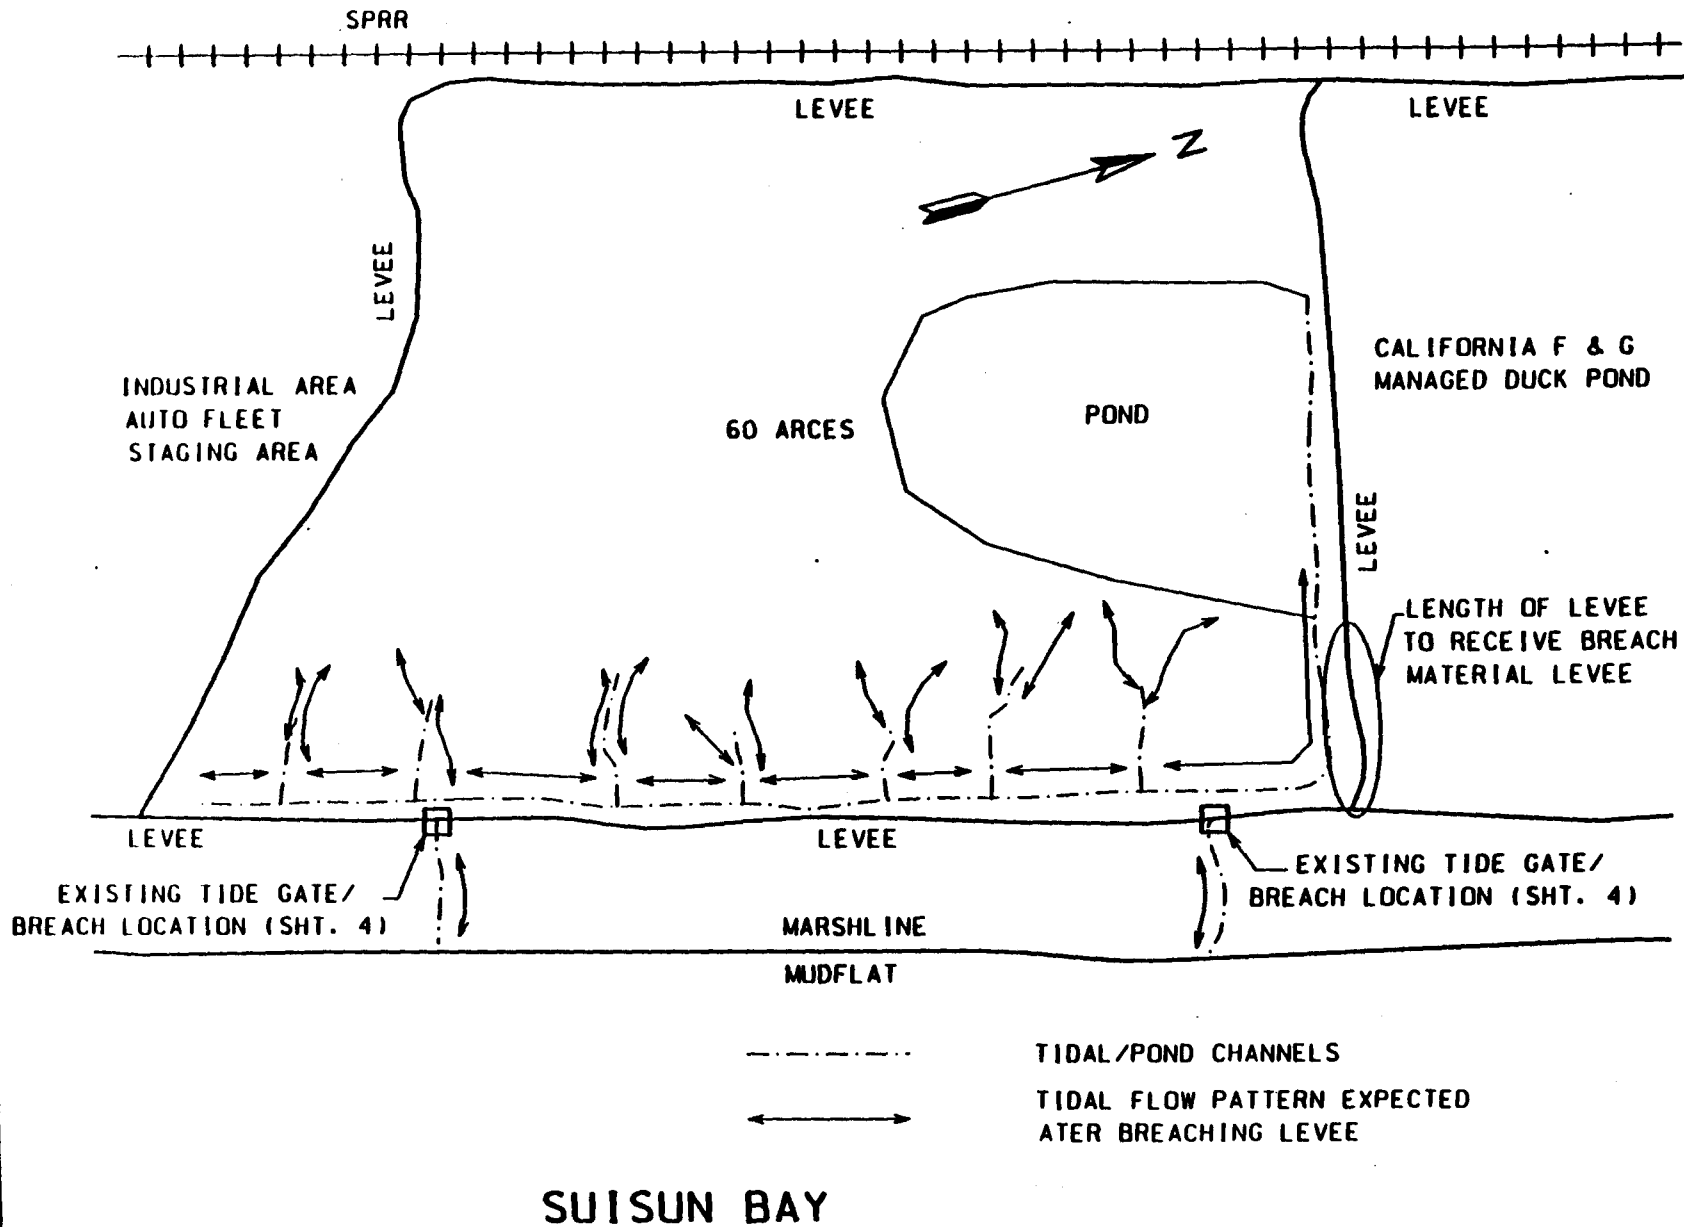 SPRR
LEVEE
LEVEE
N
LEVEE
CALIFORNIA F & G
MANAGED DUCK POND
INDUSTRIAL AREA
AUTO FLEET
STAGING AREA
60 ARCES
POND
LEVEE
LENGTH OF LEVEE
TO RECEIVE BREACH
MATERIAL LEVEE
LEVEE
LEVEE
EXISTING TIDE GATE/
BREACH LOCATION (SHT. 4)
EXISTING TIDE GATE/
BREACH LOCATION (SHT. 4)
MARSHLINE
MUDFLAT
TIDAL/POND CHANNELS
TIDAL FLOW PATTERN EXPECTED
ATER BREACHING LEVEE
SUISUN BAY